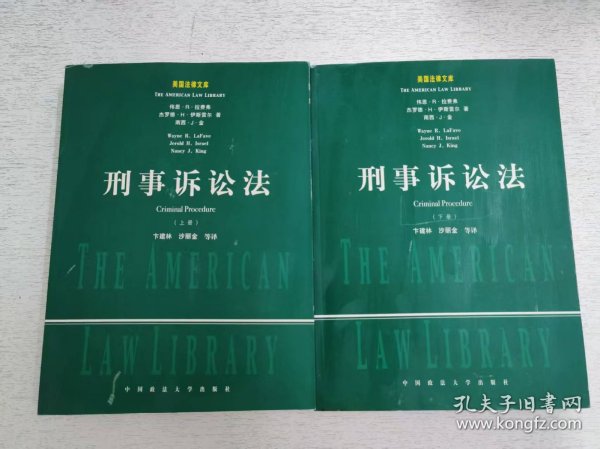 美国法律文库
THE AMERICAN LAW LIBRARY
伟恩·R·拉费弗
杰罗德·H·伊斯雷尔 著
南西·J·金
Wayne R. LaFave
Jerold H. Israel
Nancy J. King
刑事诉讼法
Criminal Procedure
(上册)
卞建林 沙丽金 等译
THE AMERICAN
LAW LIBRARY
中国政法大学出版社
美国法律文库
THE AMERICAN LAW LIBRARY
伟恩·R·拉费弗
杰罗德·H·伊斯雷尔 著
南西·J·金
Wayne R. LaFave
Jerold H. Israel
Nancy J. King
刑事诉讼法
Criminal Procedure
(下册)
卞建林 沙丽金 等译
THE AMERICAN
LAW LIBRARY
中国政法大学出版社
孔夫子旧书网
www.kongfz.com